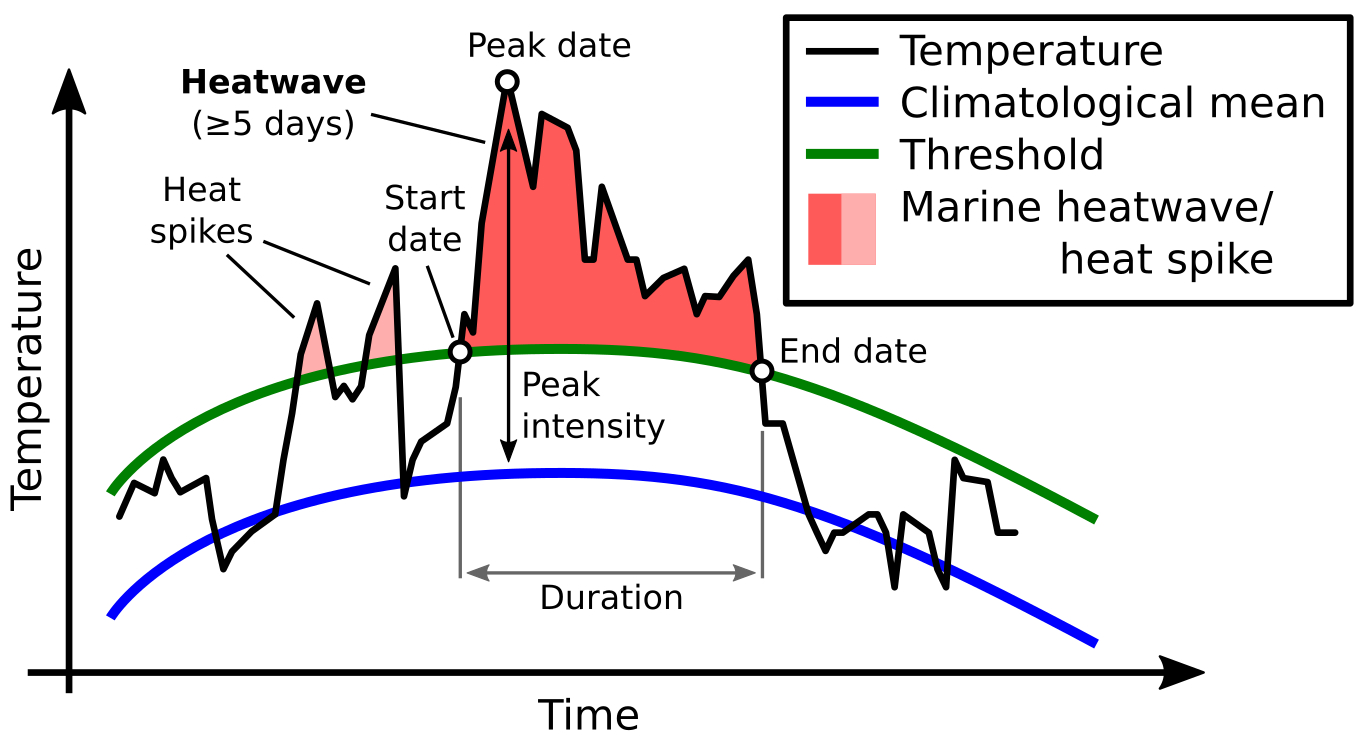 Peak date
Heatwave
(≥5 days)
Heat
spikes
Start
date
Temperature
Climatological mean
Threshold
Marine heatwave/
heat spike
End date
Peak
intensity
Temperature
Duration
Time